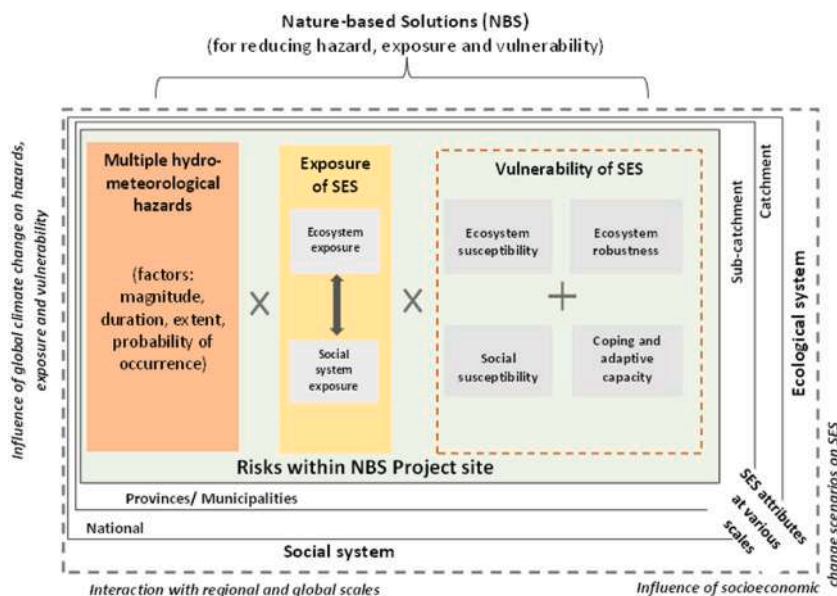 Nature-based Solutions (NBS)
(for reducing hazard, exposure and vulnerability)
Influence of global climate change on hazards,
exposure and vulnerability
Multiple hydro-
meteorological
hazards
(factors:
magnitude,
duration, extent,
probability of
occurrence)
×
Exposure
of SES
Ecosystem
exposure
Social
system
exposure
×
Vulnerability of SES
Ecosystem
susceptibility
Ecosystem
robustness
+
Social
susceptibility
Coping and
adaptive
capacity
Risks within NBS Project site
Sub-catchment
Catchment
Ecological system
Provinces/ Municipalities
National
Social system
SES attributes
at various
scales
Interaction with regional and global scales
Influence of socioeconomic
change scenarios on SES